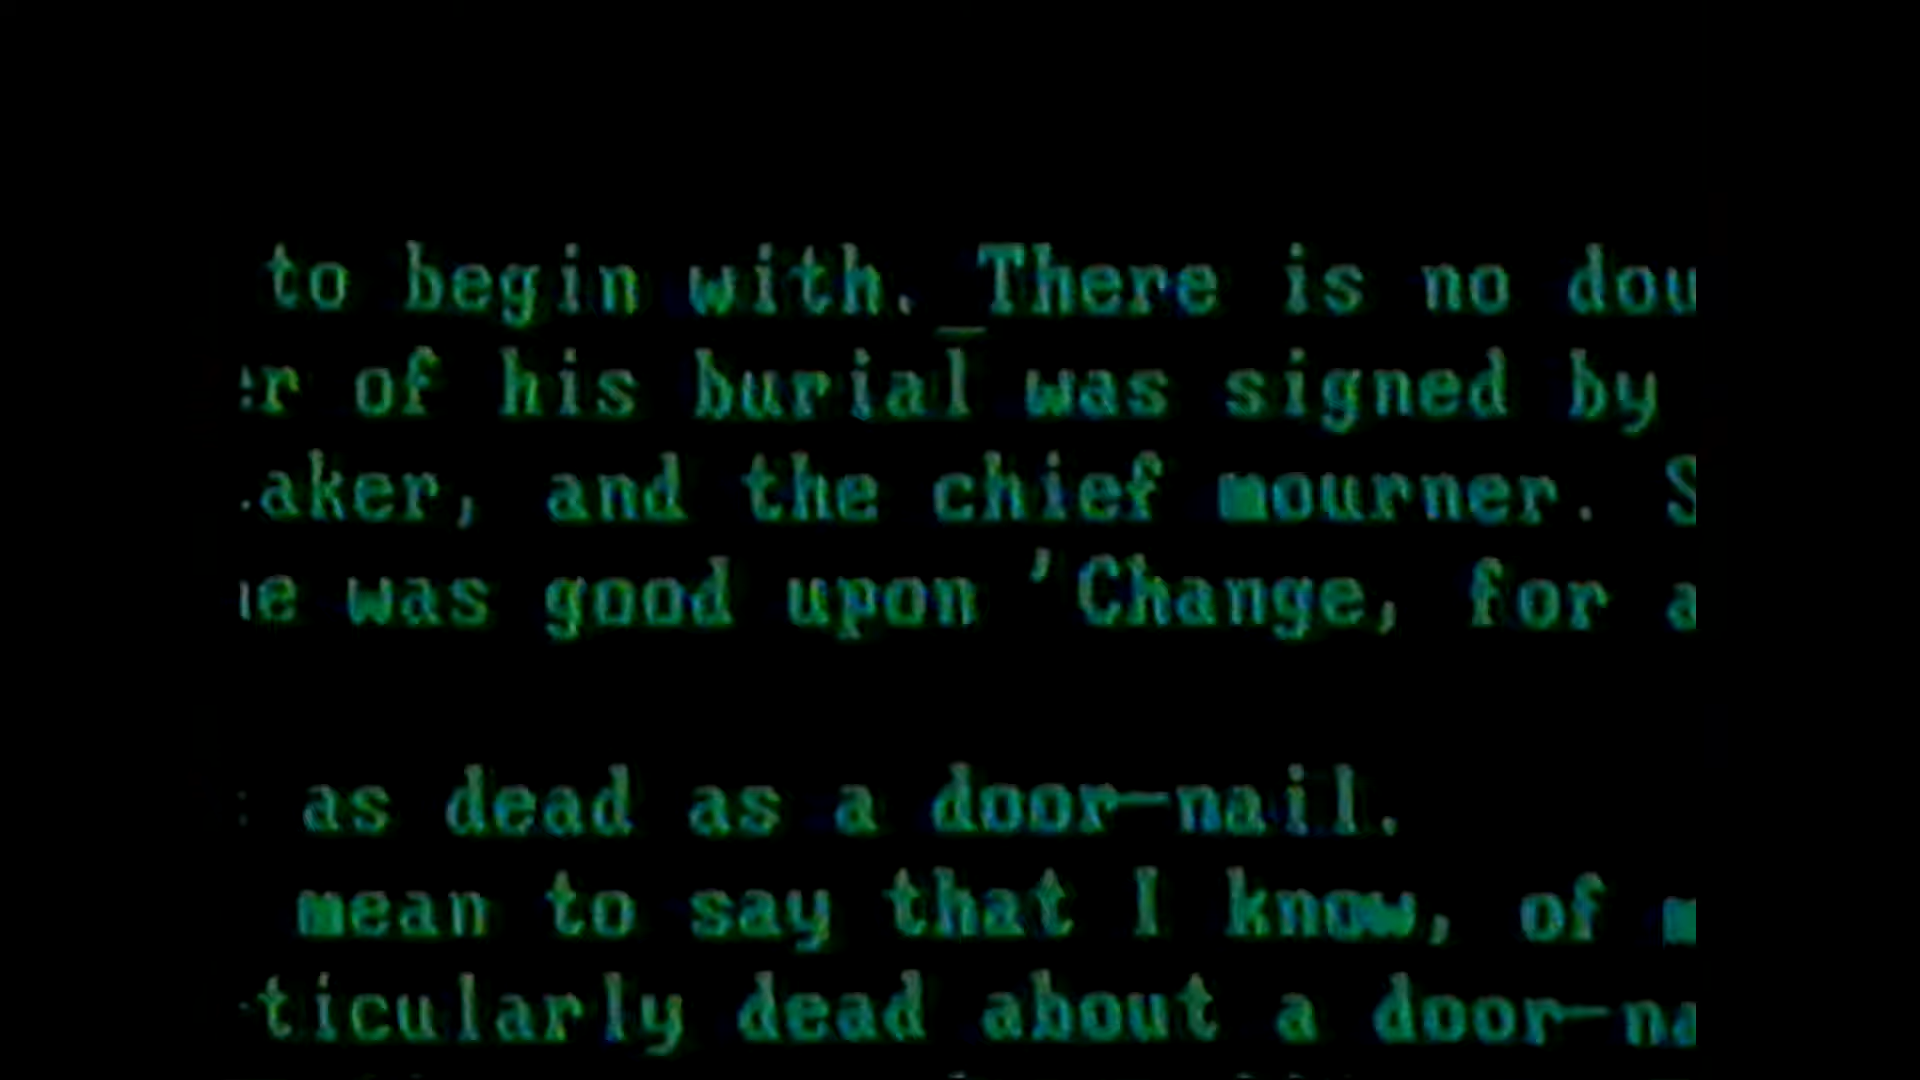 to begin with. There is no dou
er of his burial was signed by
aker, and the chief mourner. S
e was good upon 'Change, for a
as dead as a door-nail.
mean to say that I know, of m
ticularly dead about a door-na